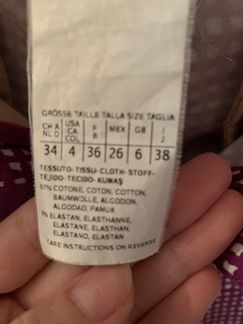 GRÖSSE TAILLE TALLA SIZE TAGLIA
CH A NL D USA CA COL F B MEX GB I J
34 4 36 26 6 38
TESSUTO- TISSU- CLOTH- STOFF-
TEJIDO- TECIDO- KUMAŞ
97% COTONE, COTON, COTTON,
BAUMWOLLE, ALGODON,
ALGODAO, PAMUK
3% ELASTAN, ELASTHANNE,
ELASTANE, ELASTHAN,
ELASTANO, ELASTAN
CARE INSTRUCTIONS ON REVERSE